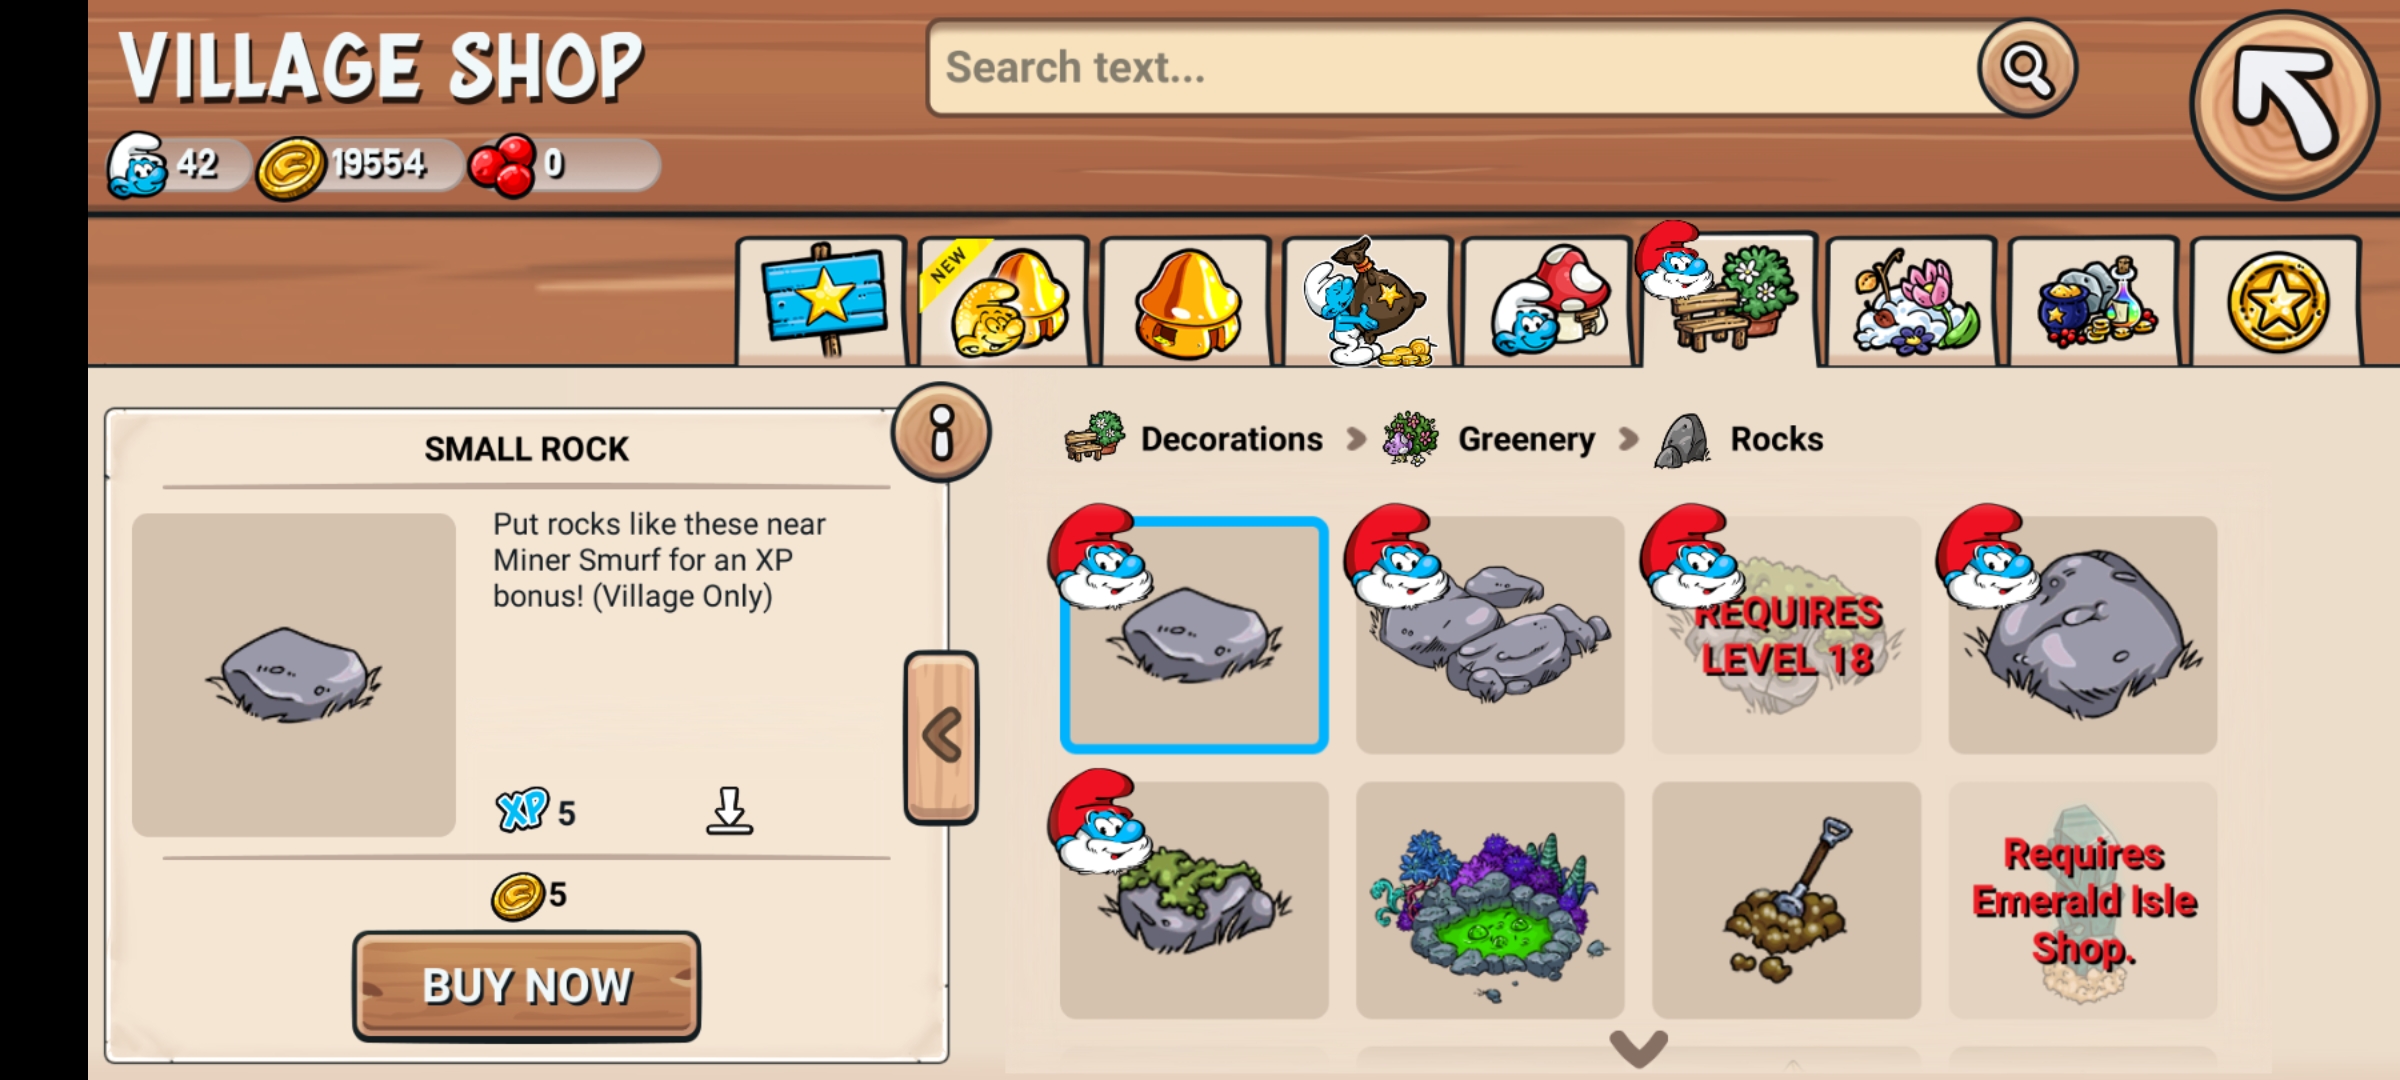 VILLAGE SHOP
Search text...
42
19554
0
NEW
SMALL ROCK
Put rocks like these near
Miner Smurf for an XP
bonus! (Village Only)
XP 5
5
BUY NOW
Decorations
Greenery
Rocks
REQUIRES
LEVEL 18
Requires
Emerald Isle
Shop.